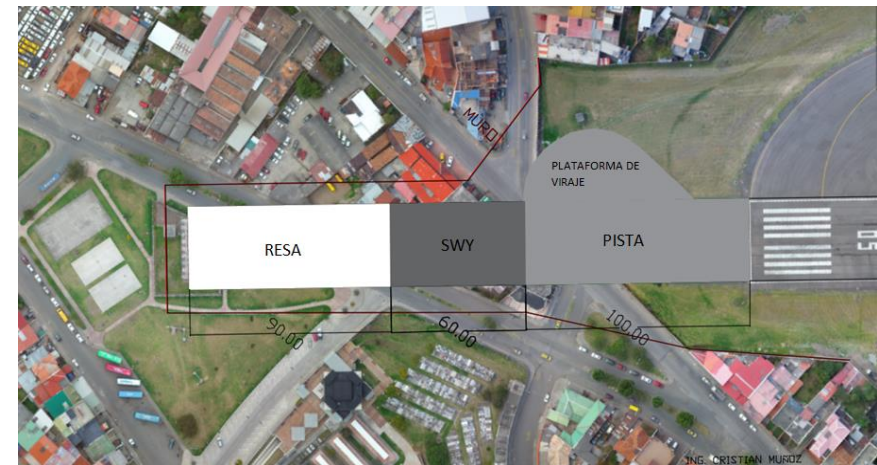 MURO
PLATAFORMA DE
VIRAJE
RESA
SWY
PISTA
90.00
60.00
100.00
ING. CRISTIAN MUÑOZ